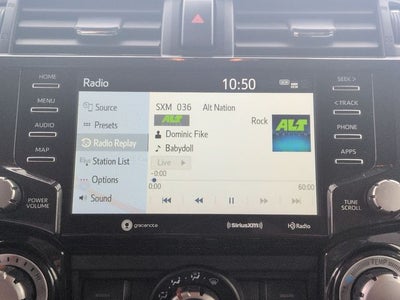 Radio 10:50
HOME
MENU
AUDIO
MAP
POWER
VOLUME
Source
Presets
Radio Replay
Station List
Options
Sound
SXM 036 Alt Nation
ALT
Rock
ALT
Dominic Fike
Babydoll
Live
-0:00
0:00 60:00
gracenote
SiriusXM
HD Radio
SEEK >
< TRACK
PHONE
APPS
TUNE
SCROLL
TEMP